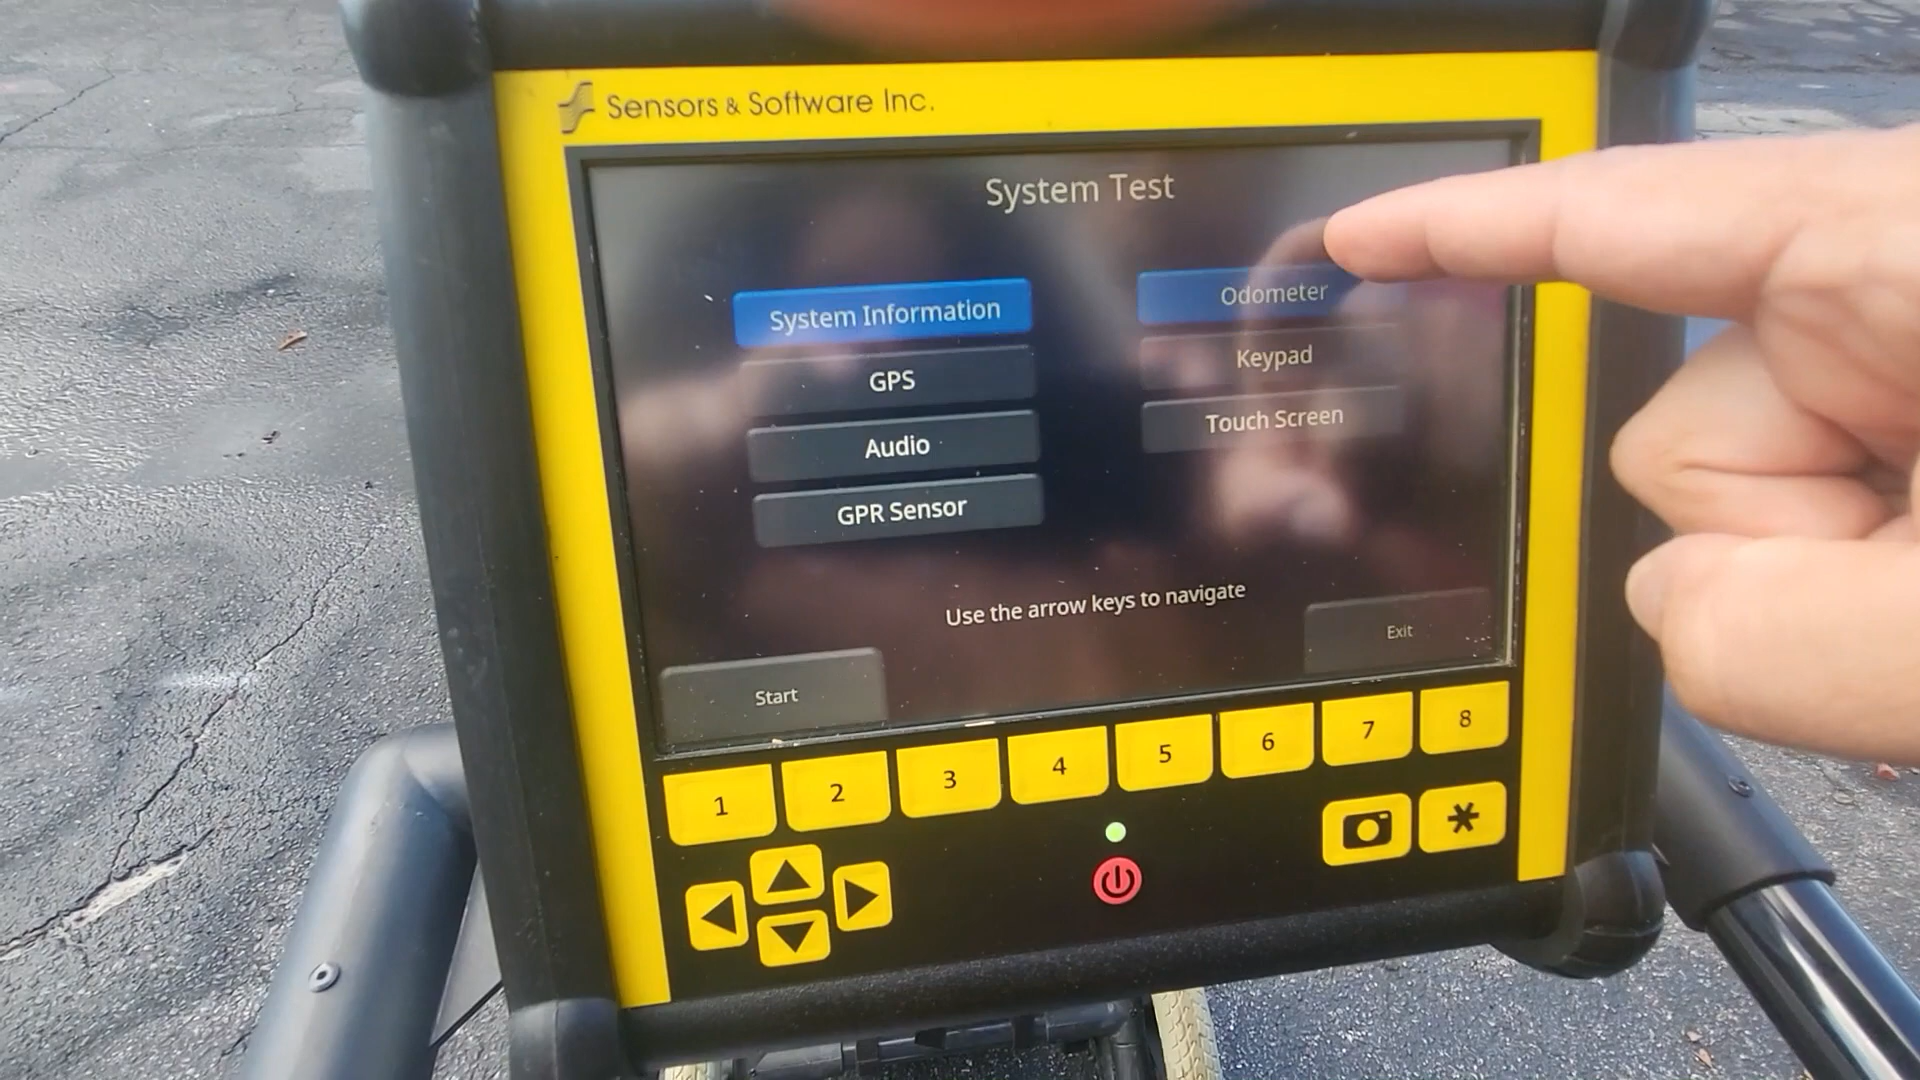 Sensors & Software Inc.
System Test
System Information
GPS
Audio
GPR Sensor
Odometer
Keypad
Touch Screen
Use the arrow keys to navigate
Start
Exit
1 2 3 4 5 6 7 8
*